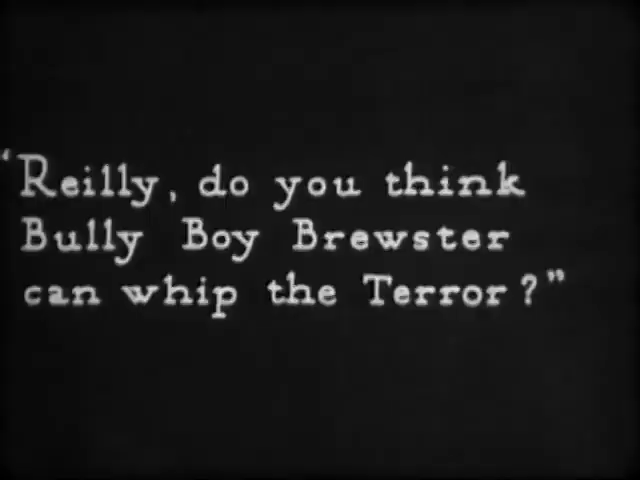 “Reilly, do you think
Bully Boy Brewster
can whip the Terror?”